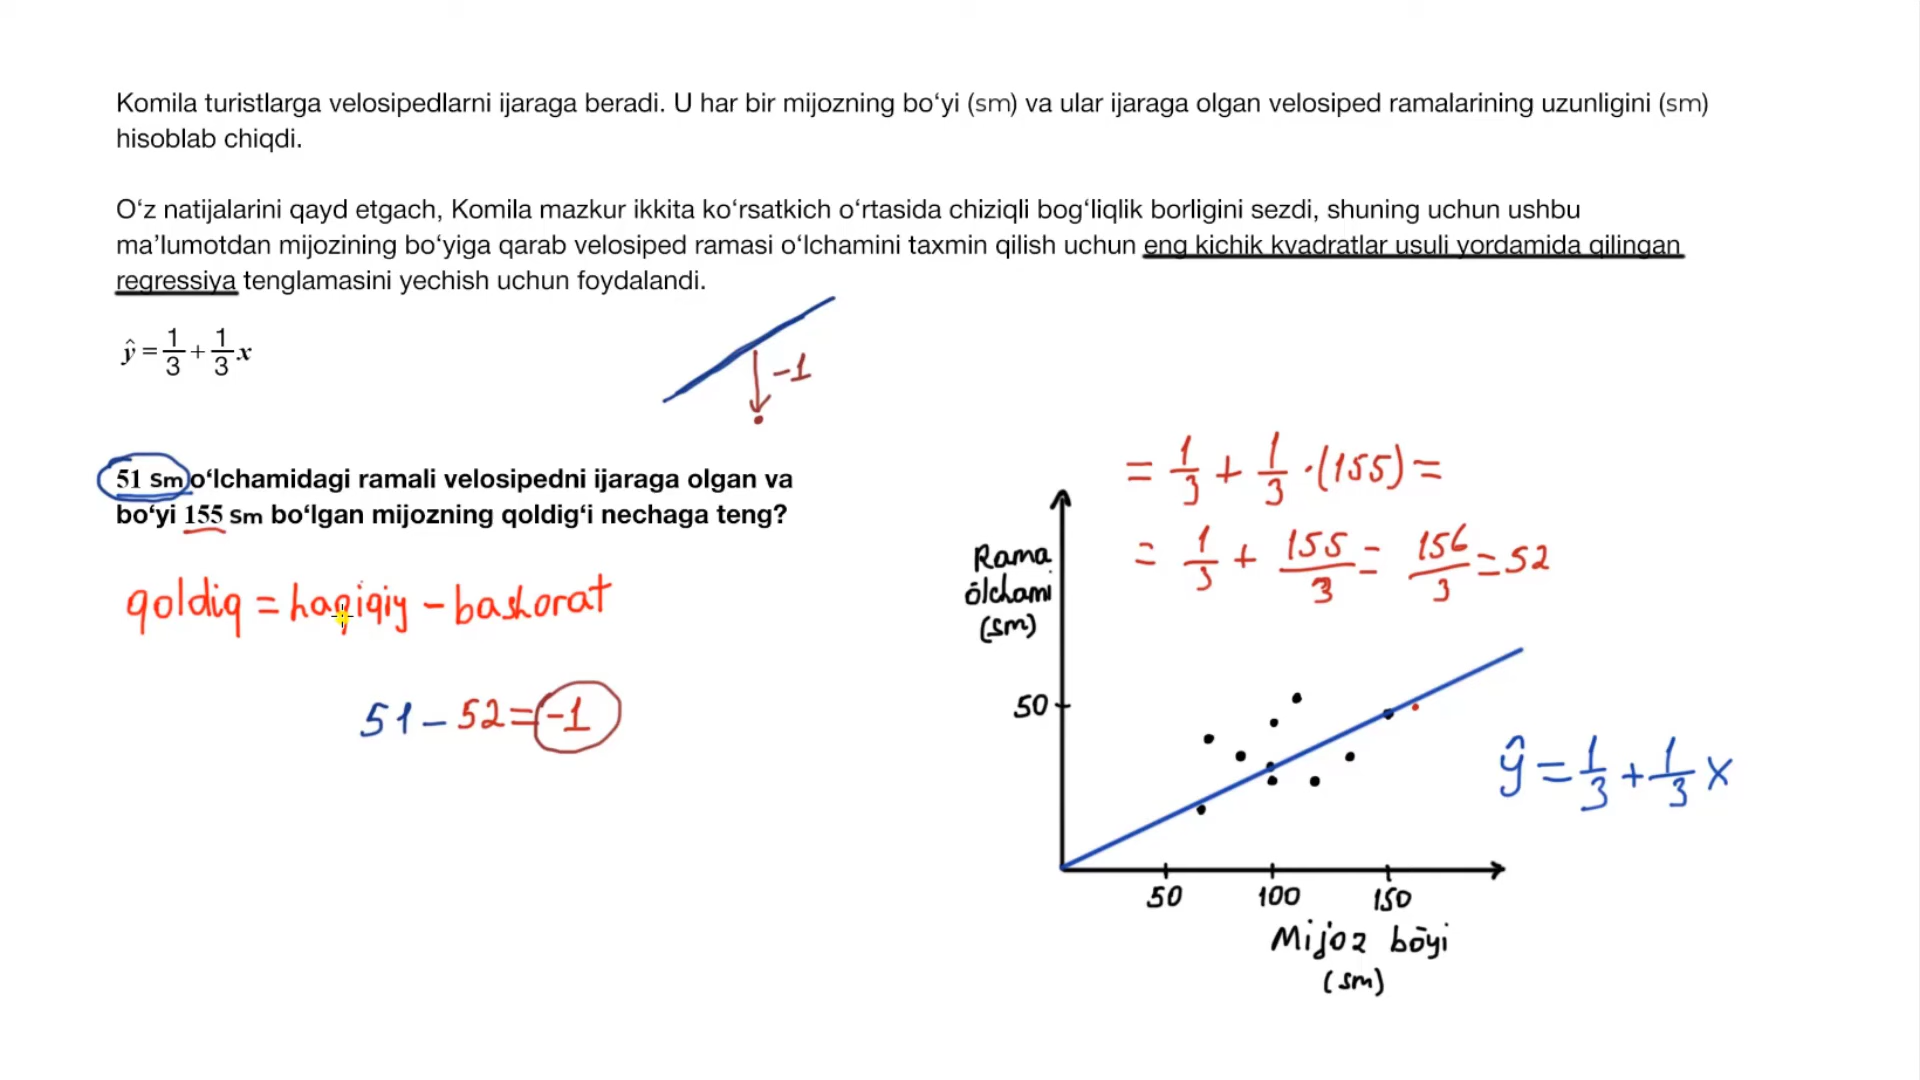 Komila turistlarga velosipedlarni ijaraga beradi. U har bir mijozning bo‘yi (sm) va ular ijaraga olgan velosiped ramalarining uzunligini (sm)
hisoblab chiqdi.
O‘z natijalarini qayd etgach, Komila mazkur ikkita ko‘rsatkich o‘rtasida chiziqli bog‘liqlik borligini sezdi, shuning uchun ushbu
ma’lumotdan mijozining bo‘yiga qarab velosiped ramasi o‘lchamini taxmin qilish uchun eng kichik kvadratlar usuli yordamida qilingan
regressiya tenglamasini yechish uchun foydalandi.
ŷ = 1/3 + 1/3 x
-1
51 sm o‘lchamidagi ramali velosipedni ijaraga olgan va
bo‘yi 155 sm bo‘lgan mijozning qoldig‘i nechaga teng?
qoldiq = haqiqiy - bashorat
51 - 52 = -1
= 1/3 + 1/3 · (155) =
= 1/3 + 155/3 = 156/3 = 52
Rama
ōlchami
(sm)
50
ŷ = 1/3 + 1/3 x
50 100 150
Mijoz bōyi
(sm)